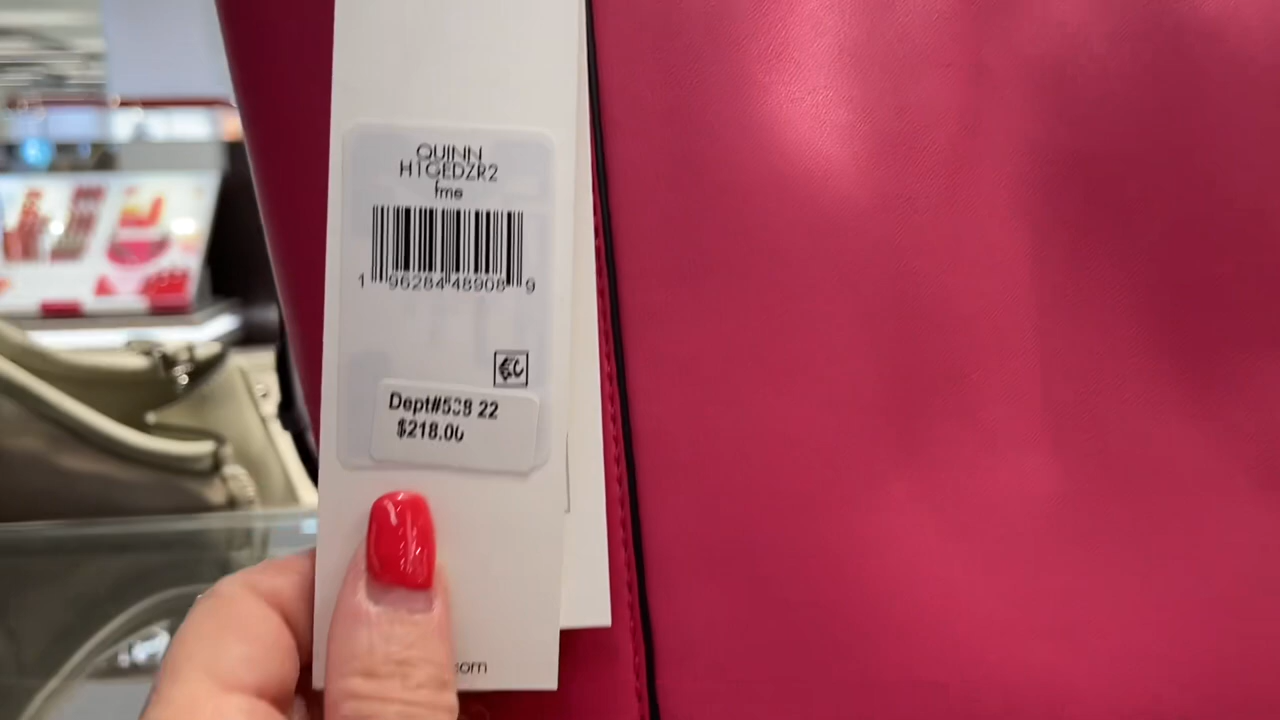 QUINN
H1GEDZR2
fme
1 96284 48908 9
Dept#538 22
$218.00